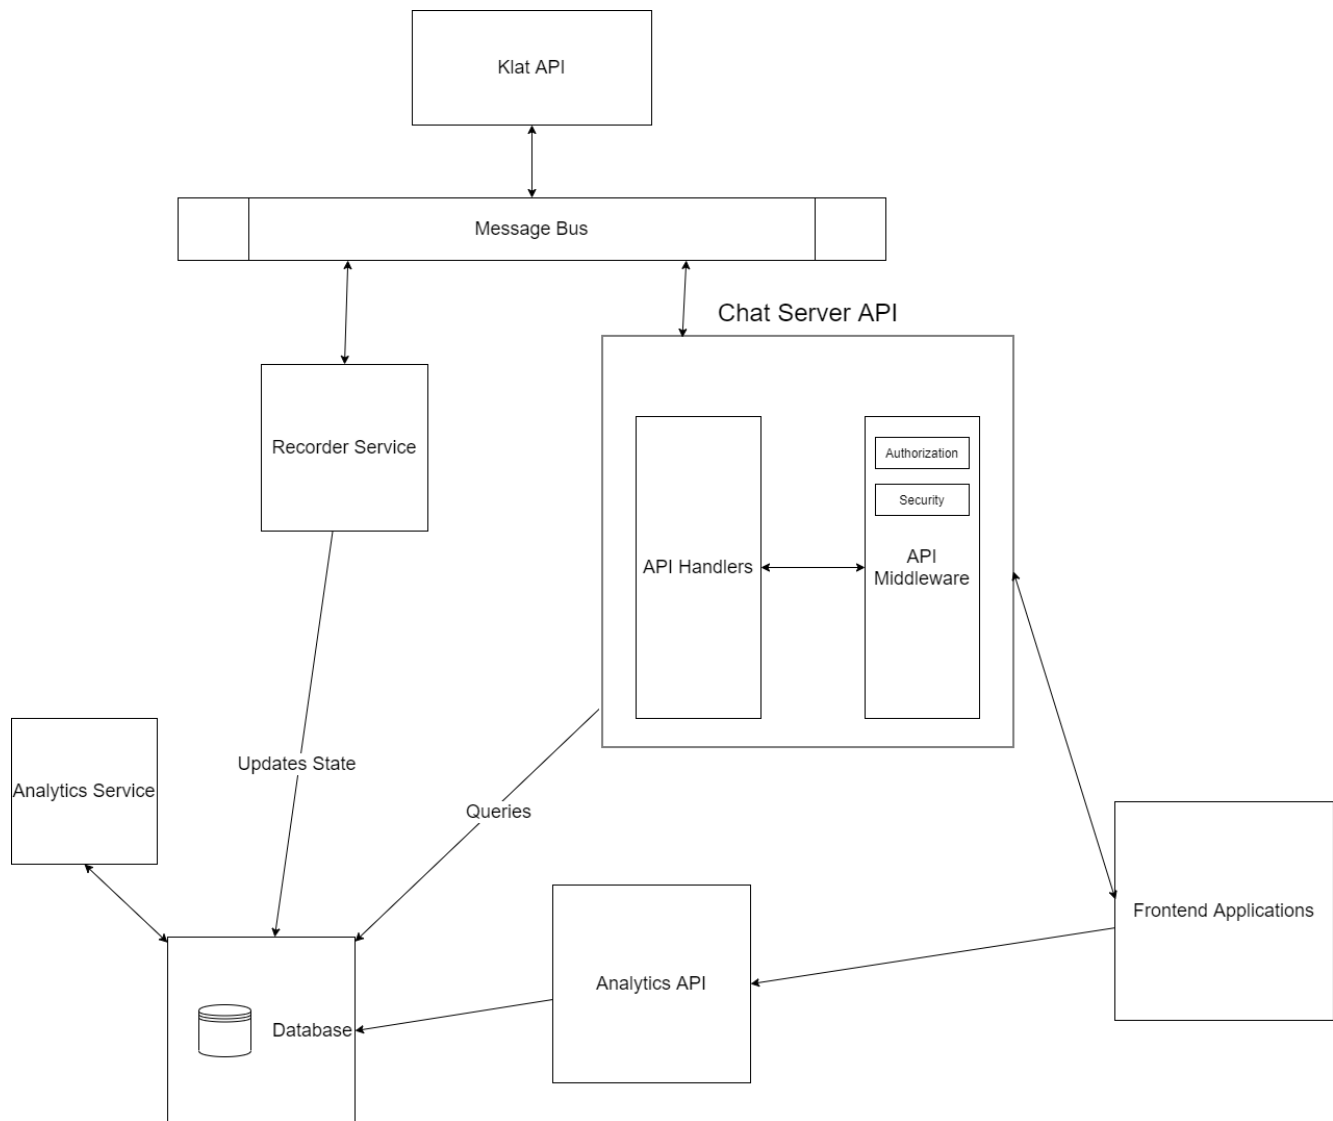 Klat API
Message Bus
Chat Server API
Recorder Service
Authorization
Security
API Handlers
API
Middleware
Updates State
Analytics Service
Queries
Frontend Applications
Analytics API
Database